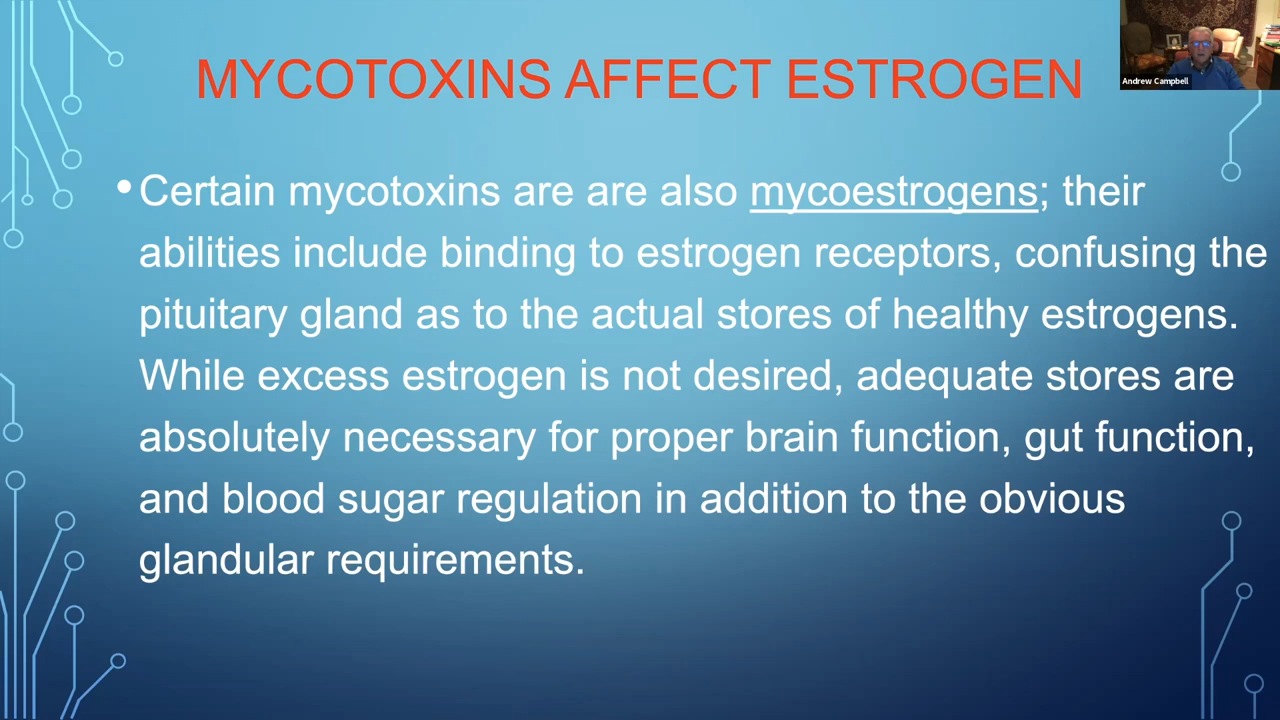 MYCOTOXINS AFFECT ESTROGEN
Andrew Campbell
• Certain mycotoxins are are also mycoestrogens; their
abilities include binding to estrogen receptors, confusing the
pituitary gland as to the actual stores of healthy estrogens.
While excess estrogen is not desired, adequate stores are
absolutely necessary for proper brain function, gut function,
and blood sugar regulation in addition to the obvious
glandular requirements.